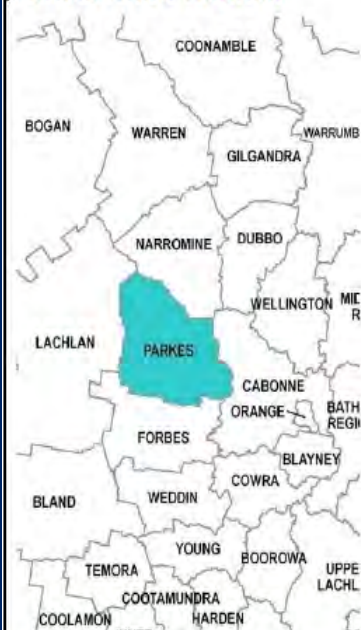 COONAMBLE
BOGAN
WARREN
WARRUMB
GILGANDRA
NARROMINE
DUBBO
WELLINGTON
MID
R
LACHLAN
PARKES
CABONNE
ORANGE
BATH
REGI
FORBES
BLAYNEY
COWRA
BLAND
WEDDIN
YOUNG
BOOROWA
TEMORA
UPPE
LACHL
COOTAMUNDRA
COOLAMON
HARDEN